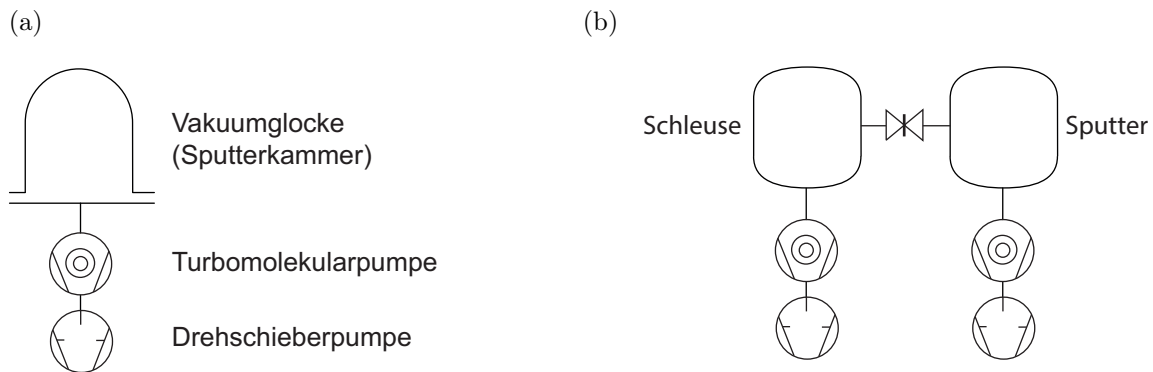 (a)
(b)
Vakuumglocke
(Sputterkammer)
Schleuse
Sputter
Turbomolekularpumpe
Drehschieberpumpe